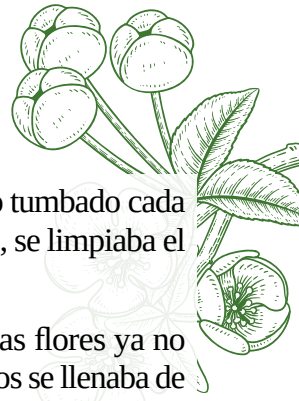 o tumbado cada
, se limpiaba el
as flores ya no
os se llenaba de